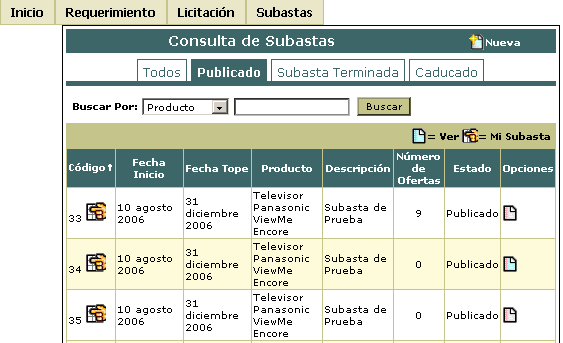 Inicio Requerimiento Licitación Subastas
Consulta de Subastas Nueva
Todos Publicado Subasta Terminada Caducado
Buscar Por: Producto Buscar
= Ver = Mi Subasta
Código↑ Fecha Inicio Fecha Tope Producto Descripción Número de Ofertas Estado Opciones
33 10 agosto 2006 31 diciembre 2006 Televisor Panasonic ViewMe Encore Subasta de Prueba 9 Publicado
34 10 agosto 2006 31 diciembre 2006 Televisor Panasonic ViewMe Encore Subasta de Prueba 0 Publicado
35 10 agosto 2006 31 diciembre 2006 Televisor Panasonic ViewMe Encore Subasta de Prueba 0 Publicado